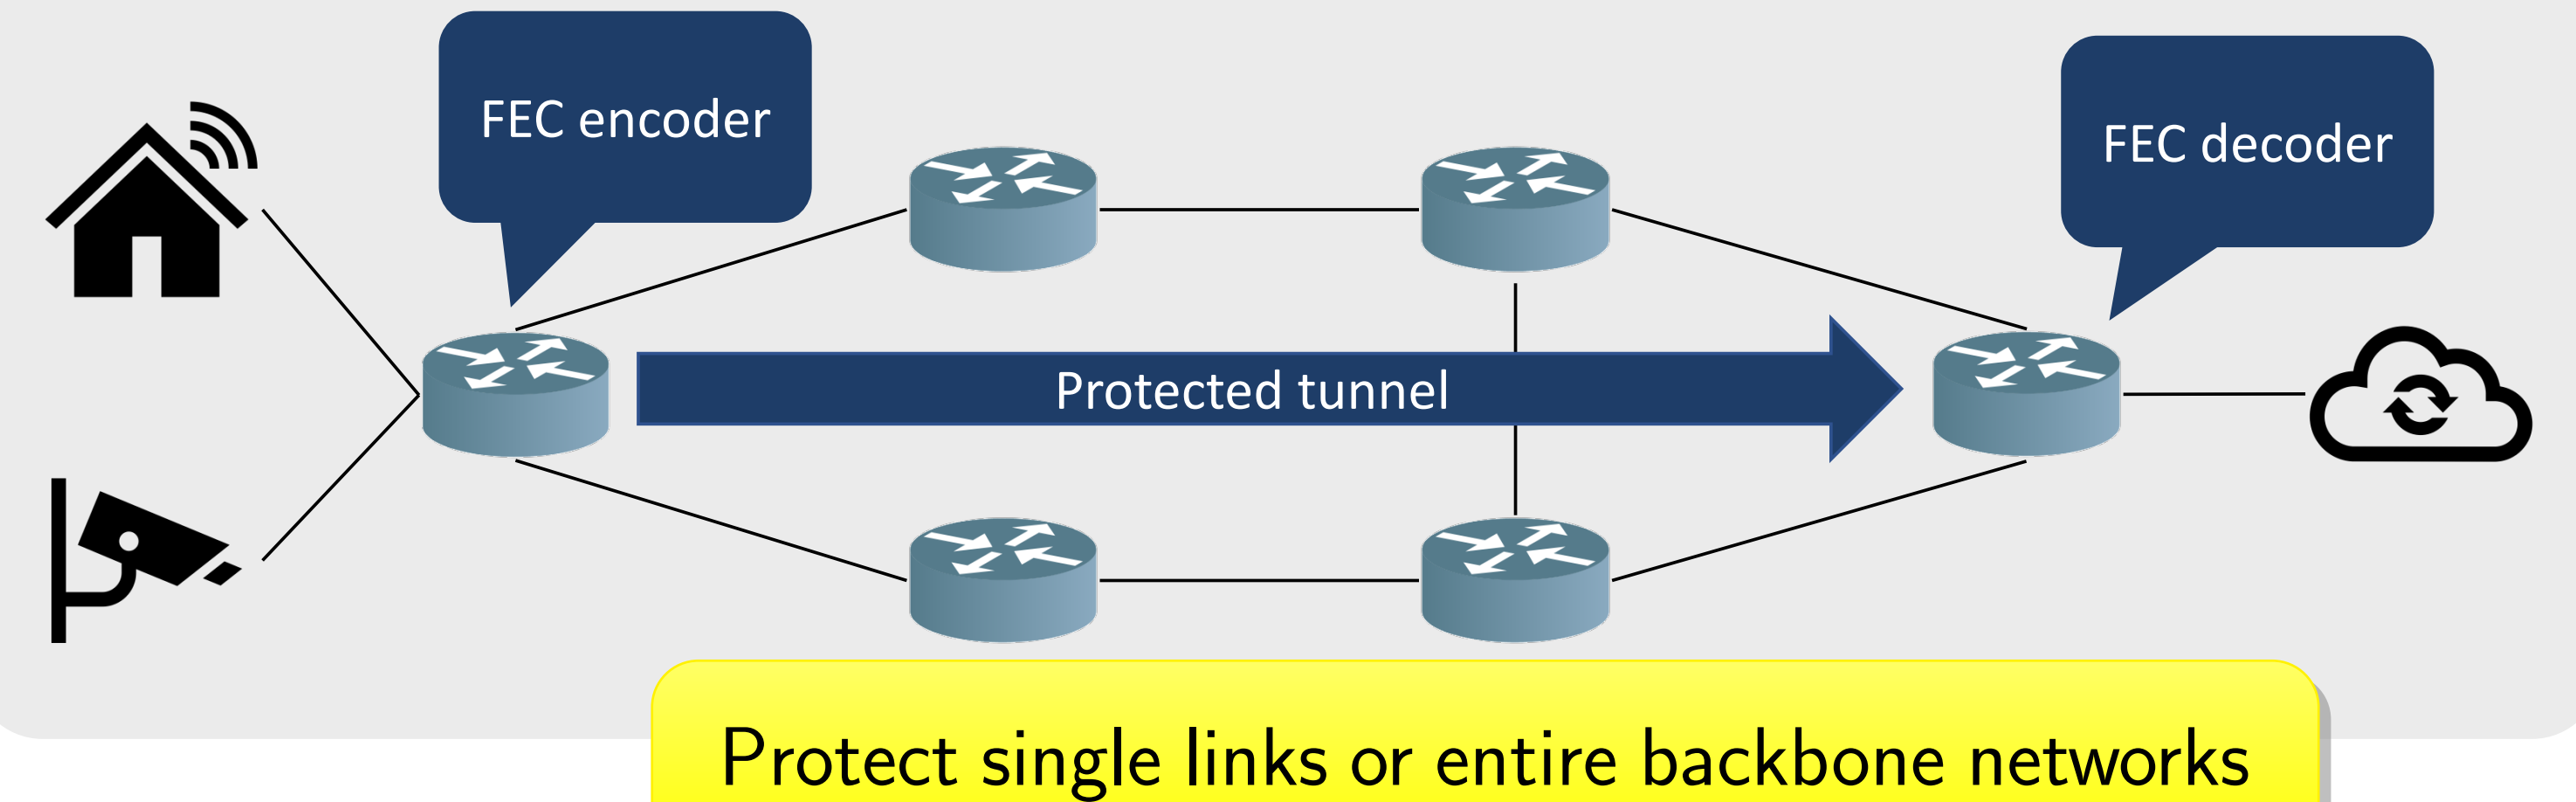 FEC encoder
FEC decoder
Protected tunnel
Protect single links or entire backbone networks